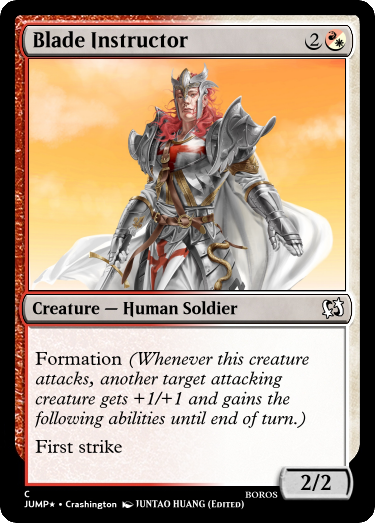 Blade Instructor 2
Creature — Human Soldier
Formation (Whenever this creature
attacks, another target attacking
creature gets +1/+1 and gains the
following abilities until end of turn.)
First strike
2/2
C BOROS
JUMP★ • Crashington JUNTAO HUANG (Edited)